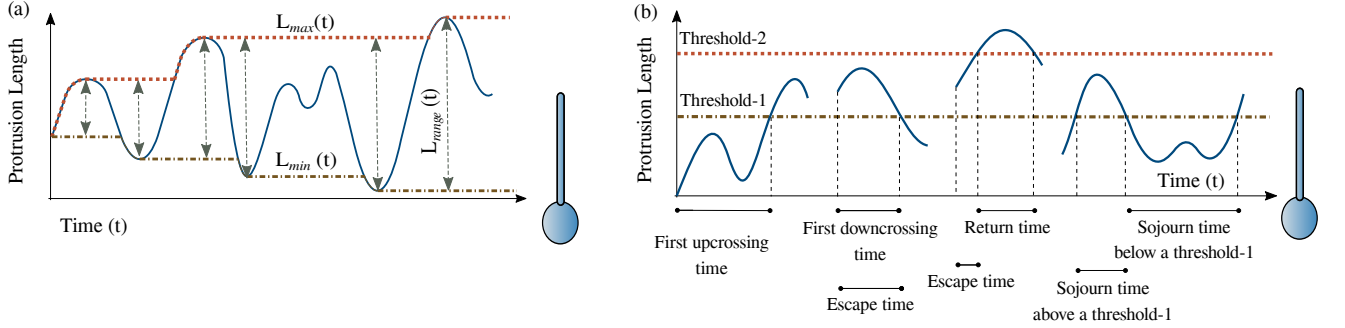 (a)
Protrusion Length
L_max(t)
L_min (t)
L_range (t)
Time (t)
(b)
Protrusion Length
Threshold-2
Threshold-1
Time (t)
First upcrossing
time
First downcrossing
time
Escape time
Return time
Escape time
Sojourn time
above a threshold-1
Sojourn time
below a threshold-1